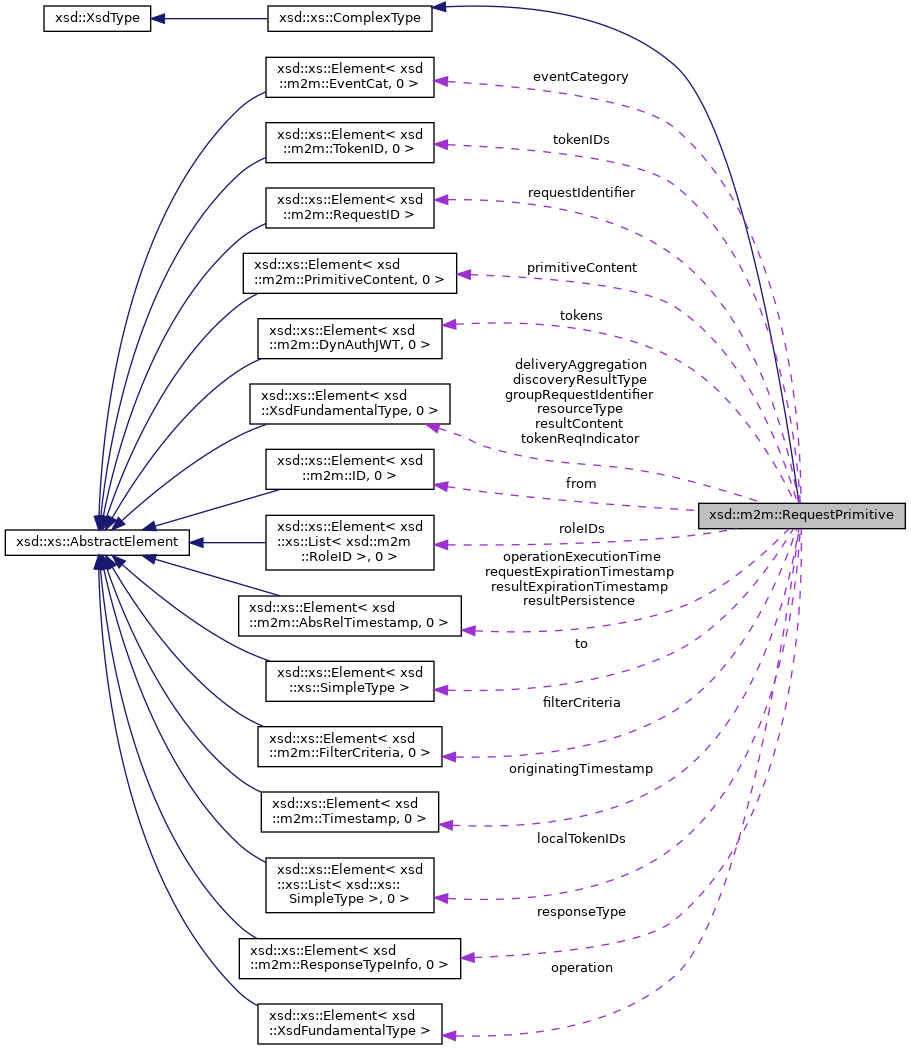 xsd::XsdType
xsd::xs::ComplexType
xsd::xs::Element< xsd
::m2m::EventCat, 0 >
eventCategory
xsd::xs::Element< xsd
::m2m::TokenID, 0 >
tokenIDs
xsd::xs::Element< xsd
::m2m::RequestID >
requestIdentifier
xsd::xs::Element< xsd
::m2m::PrimitiveContent, 0 >
primitiveContent
xsd::xs::Element< xsd
::m2m::DynAuthJWT, 0 >
tokens
xsd::xs::Element< xsd
::XsdFundamentalType, 0 >
deliveryAggregation
discoveryResultType
groupRequestIdentifier
resourceType
resultContent
tokenReqIndicator
xsd::xs::Element< xsd
::m2m::ID, 0 >
from
xsd::m2m::RequestPrimitive
xsd::xs::AbstractElement
xsd::xs::Element< xsd
::xs::List< xsd::m2m
::RoleID >, 0 >
roleIDs
xsd::xs::Element< xsd
::m2m::AbsRelTimestamp, 0 >
operationExecutionTime
requestExpirationTimestamp
resultExpirationTimestamp
resultPersistence
xsd::xs::Element< xsd
::xs::SimpleType >
to
xsd::xs::Element< xsd
::m2m::FilterCriteria, 0 >
filterCriteria
xsd::xs::Element< xsd
::m2m::Timestamp, 0 >
originatingTimestamp
xsd::xs::Element< xsd
::xs::List< xsd::xs::
SimpleType >, 0 >
localTokenIDs
xsd::xs::Element< xsd
::m2m::ResponseTypeInfo, 0 >
responseType
xsd::xs::Element< xsd
::XsdFundamentalType >
operation